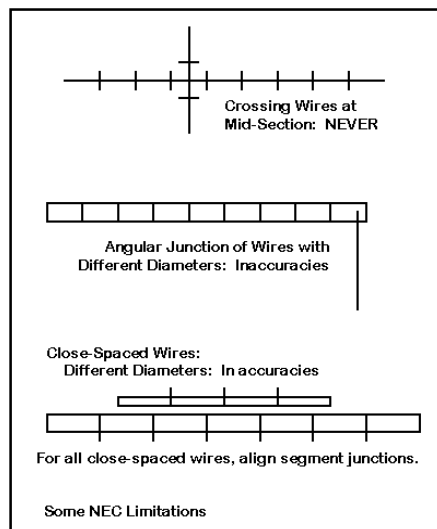 Crossing Wires at
Mid-Section: NEVER
Angular Junction of Wires with
Different Diameters: Inaccuracies
Close-Spaced Wires:
Different Diameters: In accuracies
For all close-spaced wires, align segment junctions.
Some NEC Limitations